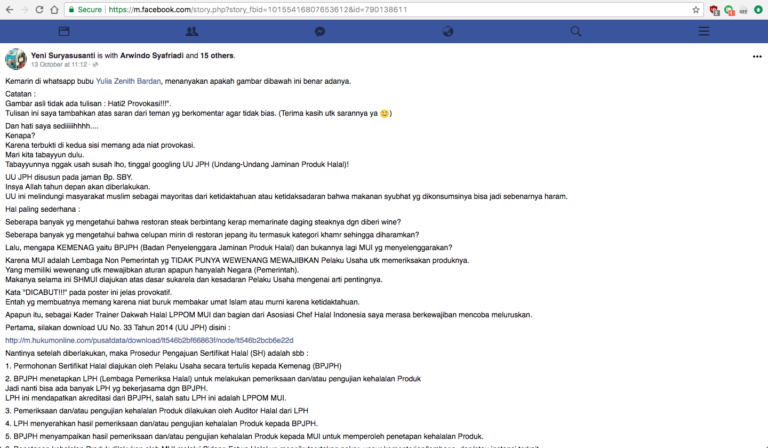 Secure | https://m.facebook.com/story.php?story_fbid=10155416807653612&id=790138611
Yeni Suryasusanti is with Arwindo Syafriadi and 15 others.
13 October at 11:12 ·
Kemarin di whatsapp bubu Yulia Zenith Bardan, menanyakan apakah gambar dibawah ini benar adanya.
Catatan :
Gambar asli tidak ada tulisan : Hati2 Provokasi!!!".
Tulisan ini saya tambahkan atas saran dari teman yg berkomentar agar tidak bias. (Terima kasih utk sarannya ya 😊)
Dan hati saya sediiiiihhhh....
Kenapa?
Karena terbukti di kedua sisi memang ada niat provokasi.
Mari kita tabayyun dulu.
Tabayyunnya nggak usah susah lho, tinggal googling UU JPH (Undang-Undang Jaminan Produk Halal)!
UU JPH disusun pada jaman Bp. SBY.
Insya Allah tahun depan akan diberlakukan.
UU ini melindungi masyarakat muslim sebagai mayoritas dari ketidaktahuan atau ketidaksadaran bahwa makanan syubhat yg dikonsumsinya bisa jadi sebenarnya haram.
Hal paling sederhana :
Seberapa banyak yg mengetahui bahwa restoran steak berbintang kerap memarinate daging steaknya dgn diberi wine?
Seberapa banyak yg mengetahui bahwa celupan mirin di restoran jepang itu termasuk kategori khamr sehingga diharamkan?
Lalu, mengapa KEMENAG yaitu BPJPH (Badan Penyelenggara Jaminan Produk Halal) dan bukannya lagi MUI yg menyelenggarakan?
Karena MUI adalah Lembaga Non Pemerintah yg TIDAK PUNYA WEWENANG MEWAJIBKAN Pelaku Usaha utk memeriksakan produknya.
Yang memiliki wewenang utk mewajibkan aturan apapun hanyalah Negara (Pemerintah).
Makanya selama ini SHMUI diajukan atas dasar sukarela dan kesadaran Pelaku Usaha mengenai arti pentingnya.
Kata "DICABUT!!!" pada poster ini jelas provokatif.
Entah yg membuatnya memang karena niat buruk membakar umat Islam atau murni karena ketidaktahuan.
Apapun itu, sebagai Kader Trainer Dakwah Halal LPPOM MUI dan bagian dari Asosiasi Chef Halal Indonesia saya merasa berkewajiban mencoba meluruskan.
Pertama, silakan download UU No. 33 Tahun 2014 (UU JPH) disini :
http://m.hukumonline.com/pusatdata/download/lt546b2bf66863f/node/lt546b2bcb6e22d
Nantinya setelah diberlakukan, maka Prosedur Pengajuan Sertifikat Halal (SH) adalah sbb :
1. Permohonan Sertifikat Halal diajukan oleh Pelaku Usaha secara tertulis kepada Kemenag (BPJPH)
2. BPJPH menetapkan LPH (Lembaga Pemeriksa Halal) untuk melakukan pemeriksaan dan/atau pengujian kehalalan Produk
Jadi nanti bisa ada banyak LPH yg bekerjasama dgn BPJPH.
LPH ini mendapatkan akreditasi dari BPJPH, salah satu LPH ini adalah LPPOM MUI.
3. Pemeriksaan dan/atau pengujian kehalalan Produk dilakukan oleh Auditor Halal dari LPH
4. LPH menyerahkan hasil pemeriksaan dan/atau pengujian kehalalan Produk kepada BPJPH.
5. BPJPH menyampaikan hasil pemeriksaan dan/atau pengujian kehalalan Produk kepada MUI untuk memperoleh penetapan kehalalan Produk.